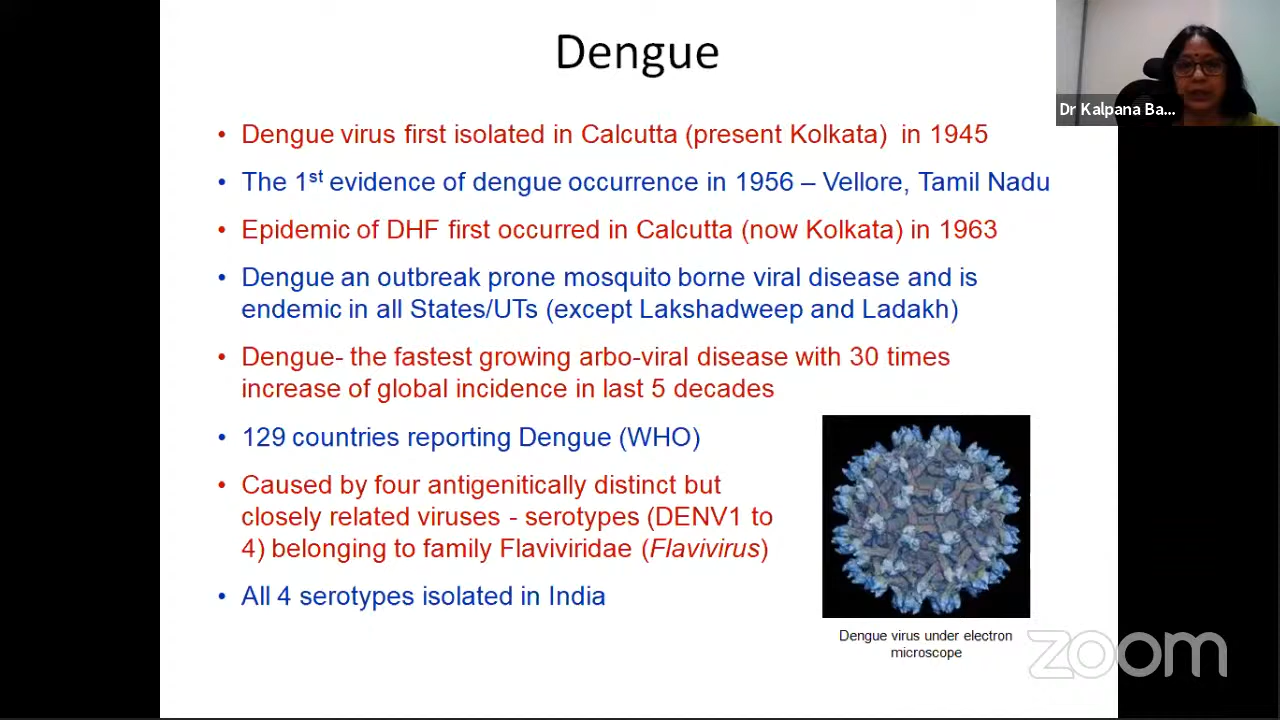 Dengue
Dr Kalpana Ba...
• Dengue virus first isolated in Calcutta (present Kolkata) in 1945
• The 1st evidence of dengue occurrence in 1956 – Vellore, Tamil Nadu
• Epidemic of DHF first occurred in Calcutta (now Kolkata) in 1963
• Dengue an outbreak prone mosquito borne viral disease and is
endemic in all States/UTs (except Lakshadweep and Ladakh)
• Dengue- the fastest growing arbo-viral disease with 30 times
increase of global incidence in last 5 decades
• 129 countries reporting Dengue (WHO)
• Caused by four antigenitically distinct but
closely related viruses - serotypes (DENV1 to
4) belonging to family Flaviviridae (Flavivirus)
• All 4 serotypes isolated in India
Dengue virus under electron
microscope
zoom